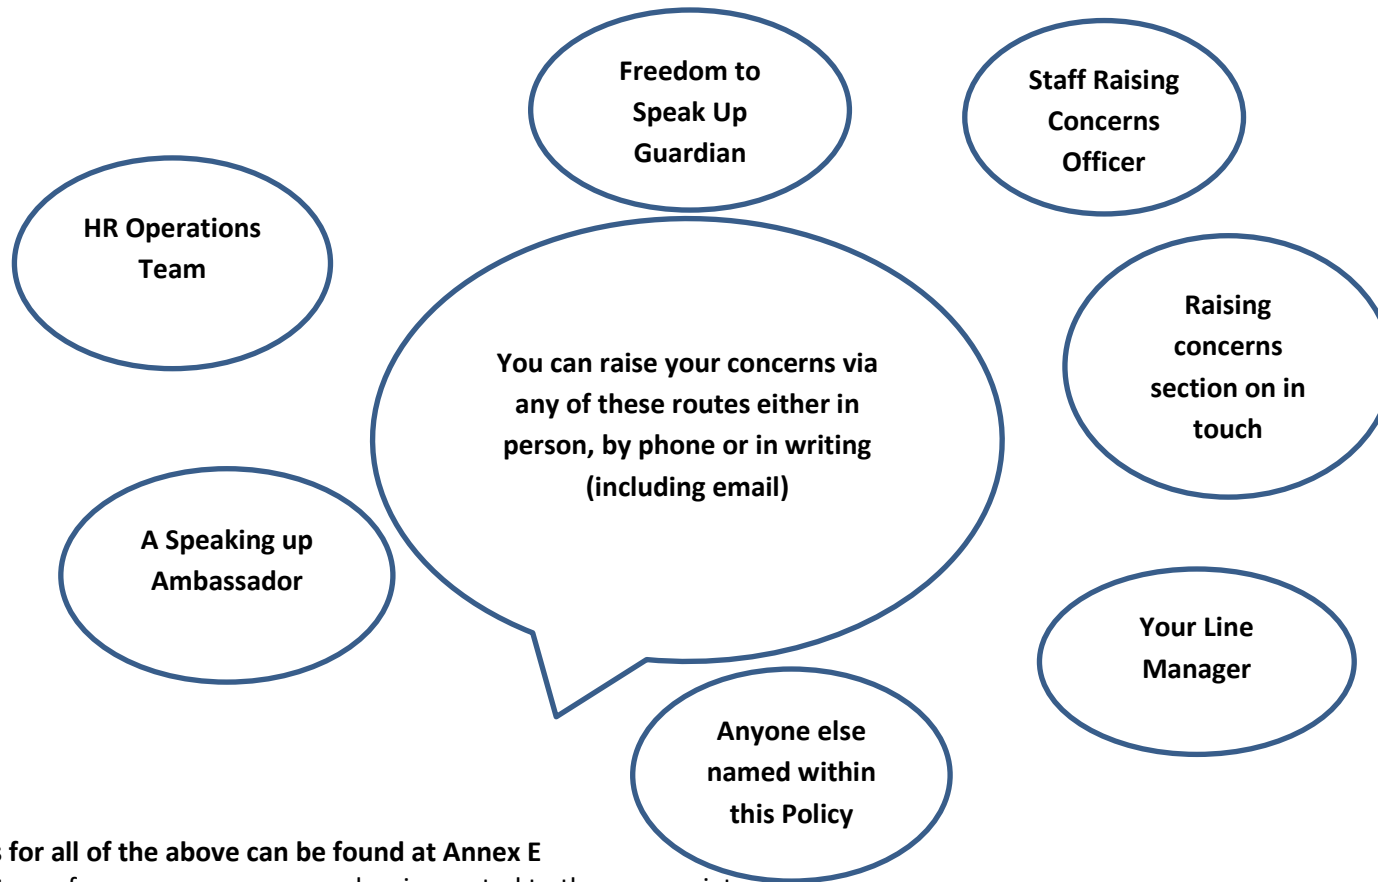 Freedom to
Speak Up
Guardian
Staff Raising
Concerns
Officer
HR Operations
Team
Raising
concerns
section on in
touch
You can raise your concerns via
any of these routes either in
person, by phone or in writing
(including email)
A Speaking up
Ambassador
Your Line
Manager
Anyone else
named within
this Policy
for all of the above can be found at Annex E